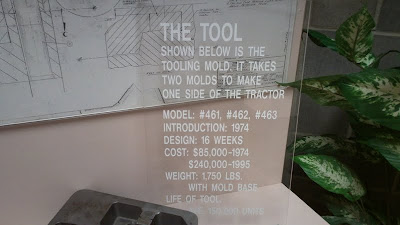 THE TOOL
SHOWN BELOW IS THE
TOOLING MOLD. IT TAKES
TWO MOLDS TO MAKE
ONE SIDE OF THE TRACTOR
MODEL: #461, #462, #463
INTRODUCTION: 1974
DESIGN: 16 WEEKS
COST: $85,000-1974
$240,000-1995
WEIGHT: 1,750 LBS.
WITH MOLD BASE
LIFE OF TOOL: